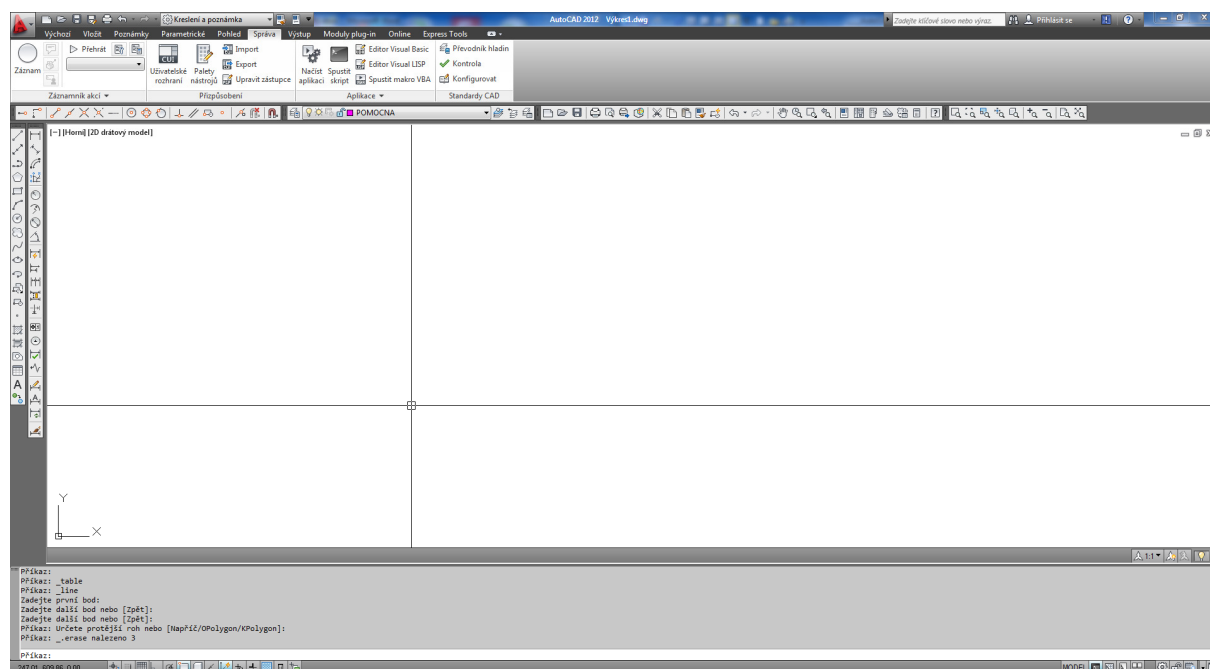 Kreslení a poznámka
AutoCAD 2012 Výkres1.dwg
Zadejte klíčové slovo nebo výraz.
Přihlásit se
Výchozí Vložit Poznámky Parametrické Pohled Správa Výstup Moduly plug-in Online Express Tools
Záznam
Přehrát
Záznamník akcí
CUI
Uživatelské rozhraní
Palety nástrojů
Import
Export
Upravit zástupce
Přizpůsobení
Načíst aplikaci
Spustit skript
Editor Visual Basic
Editor Visual LISP
Spustit makro VBA
Aplikace
Převodník hladin
Kontrola
Konfigurovat
Standardy CAD
POMOCNA
[−] [Horní] [2D drátový model]
Y
X
1:1
Příkaz:
Příkaz: _table
Příkaz: _line
Zadejte první bod:
Zadejte další bod nebo [Zpět]:
Zadejte další bod nebo [Zpět]:
Příkaz: Určete protější roh nebo [Napříč/OPolygon/KPolygon]:
Příkaz: _.erase nalezeno 3
Příkaz:
MODEL